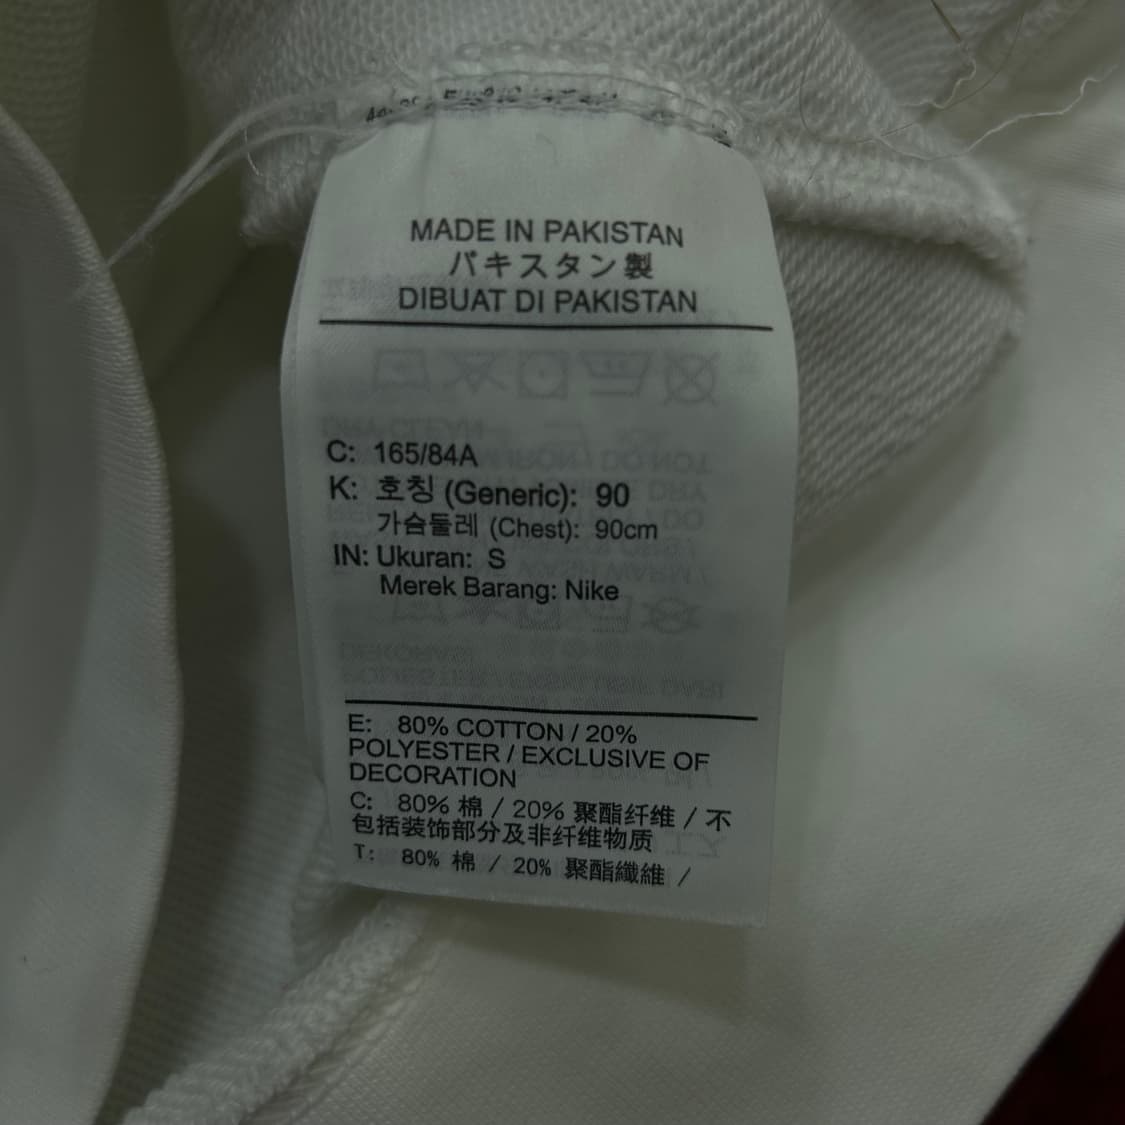 MADE IN PAKISTAN
パキスタン製
DIBUAT DI PAKISTAN
C: 165/84A
K: 호칭 (Generic): 90
가슴둘레 (Chest): 90cm
IN: Ukuran: S
Merek Barang: Nike
E: 80% COTTON / 20%
POLYESTER / EXCLUSIVE OF
DECORATION
C: 80% 棉 / 20% 聚酯纤维 / 不
包括装饰部分及非纤维物质
T: 80% 棉 / 20% 聚酯纖維 /